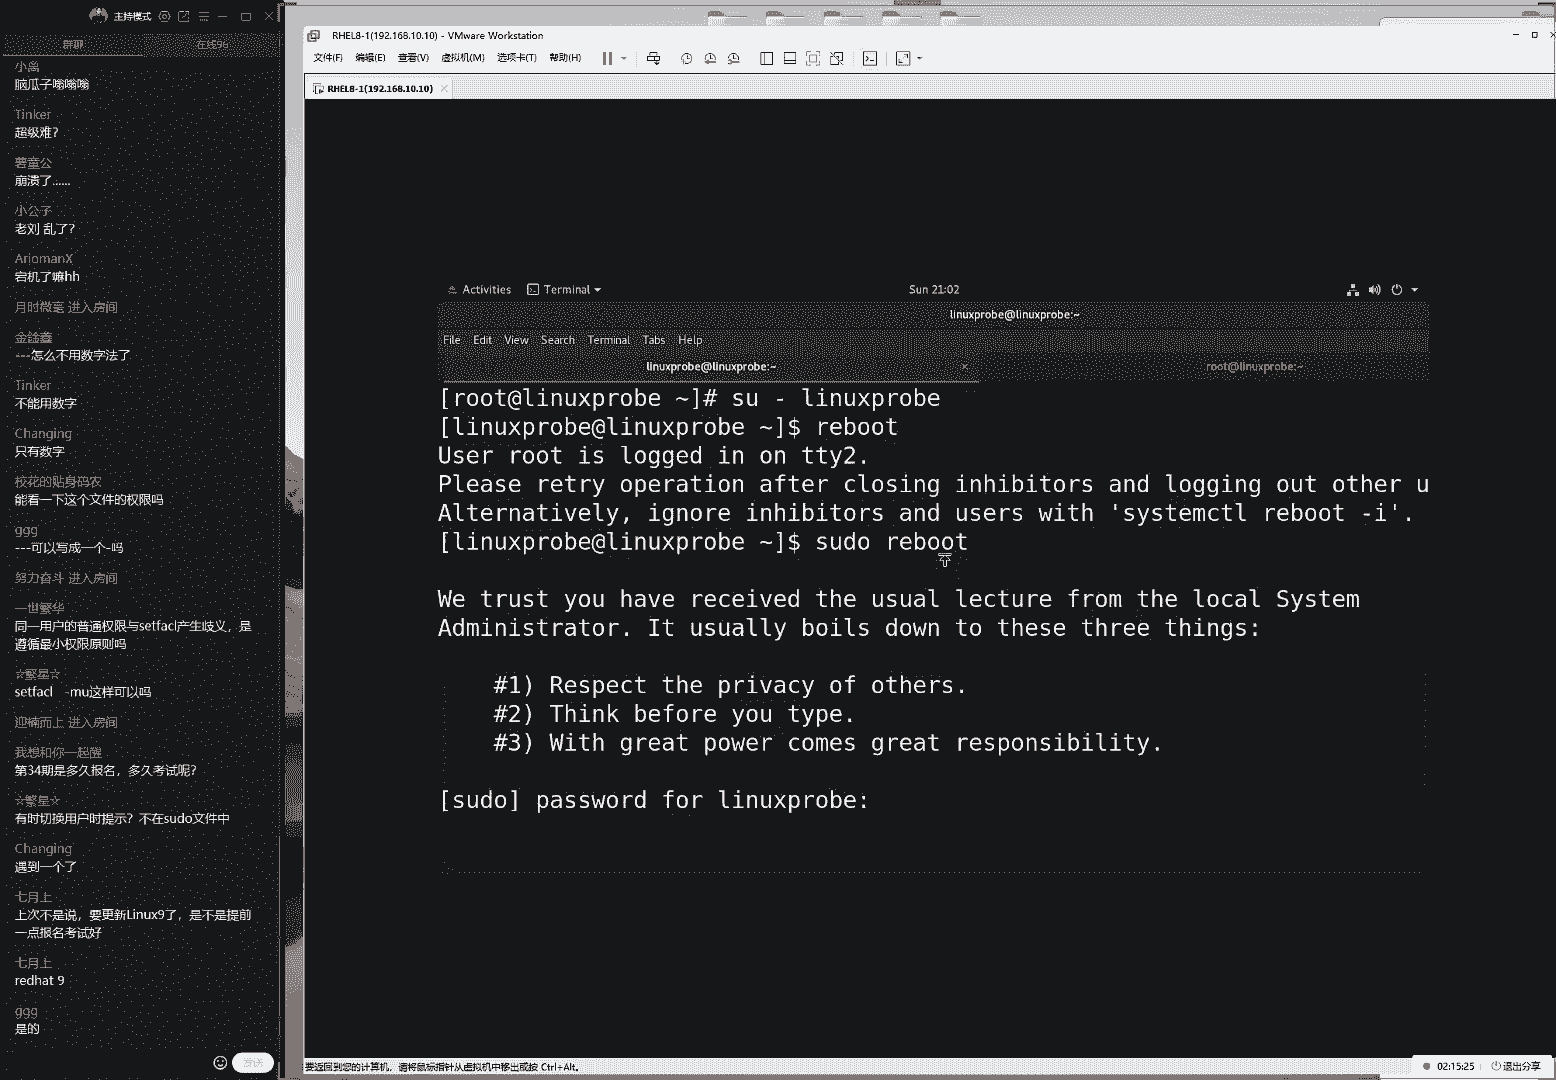 主持模式
群聊
在线96
小离
脑瓜子嗡嗡嗡
Tinker
超级难？
崩溃了......
小公子
老刘 乱了？
ArjomanX
宕机了嘛hh
月时微毫 进入房间
---怎么不用数字法了
Tinker
不能用数字
Changing
只有数字
校花的贴身码农
能看一下这个文件的权限吗
ggg
---可以写成一个-吗
努力奋斗 进入房间
一世繁华
同一用户的普通权限与setfacl产生歧义，是
遵循最小权限原则吗
☆繁星☆
setfacl -mu这样可以吗
迎楠而上 进入房间
我想和你一起醒
第34期是多久报名，多久考试呢？
☆繁星☆
有时切换用户时提示？不在sudo文件中
Changing
遇到一个了
七月上
上次不是说，要更新Linux9了，是不是提前
一点报名考试好
七月上
redhat 9
ggg
是的
发送
RHEL8-1(192.168.10.10) - VMware Workstation
文件(F) 编辑(E) 查看(V) 虚拟机(M) 选项卡(T) 帮助(H)
RHEL8-1(192.168.10.10)
Activities Terminal Sun 21:02
linuxprobe@linuxprobe:~
File Edit View Search Terminal Tabs Help
linuxprobe@linuxprobe:~ root@linuxprobe:~
[root@linuxprobe ~]# su - linuxprobe
[linuxprobe@linuxprobe ~]$ reboot
User root is logged in on tty2.
Please retry operation after closing inhibitors and logging out other u
Alternatively, ignore inhibitors and users with 'systemctl reboot -i'.
[linuxprobe@linuxprobe ~]$ sudo reboot
We trust you have received the usual lecture from the local System
Administrator. It usually boils down to these three things:
#1) Respect the privacy of others.
#2) Think before you type.
#3) With great power comes great responsibility.
[sudo] password for linuxprobe:
要返回到您的计算机，请将鼠标指针从虚拟机中移出或按 Ctrl+Alt。
02:15:25 退出分享